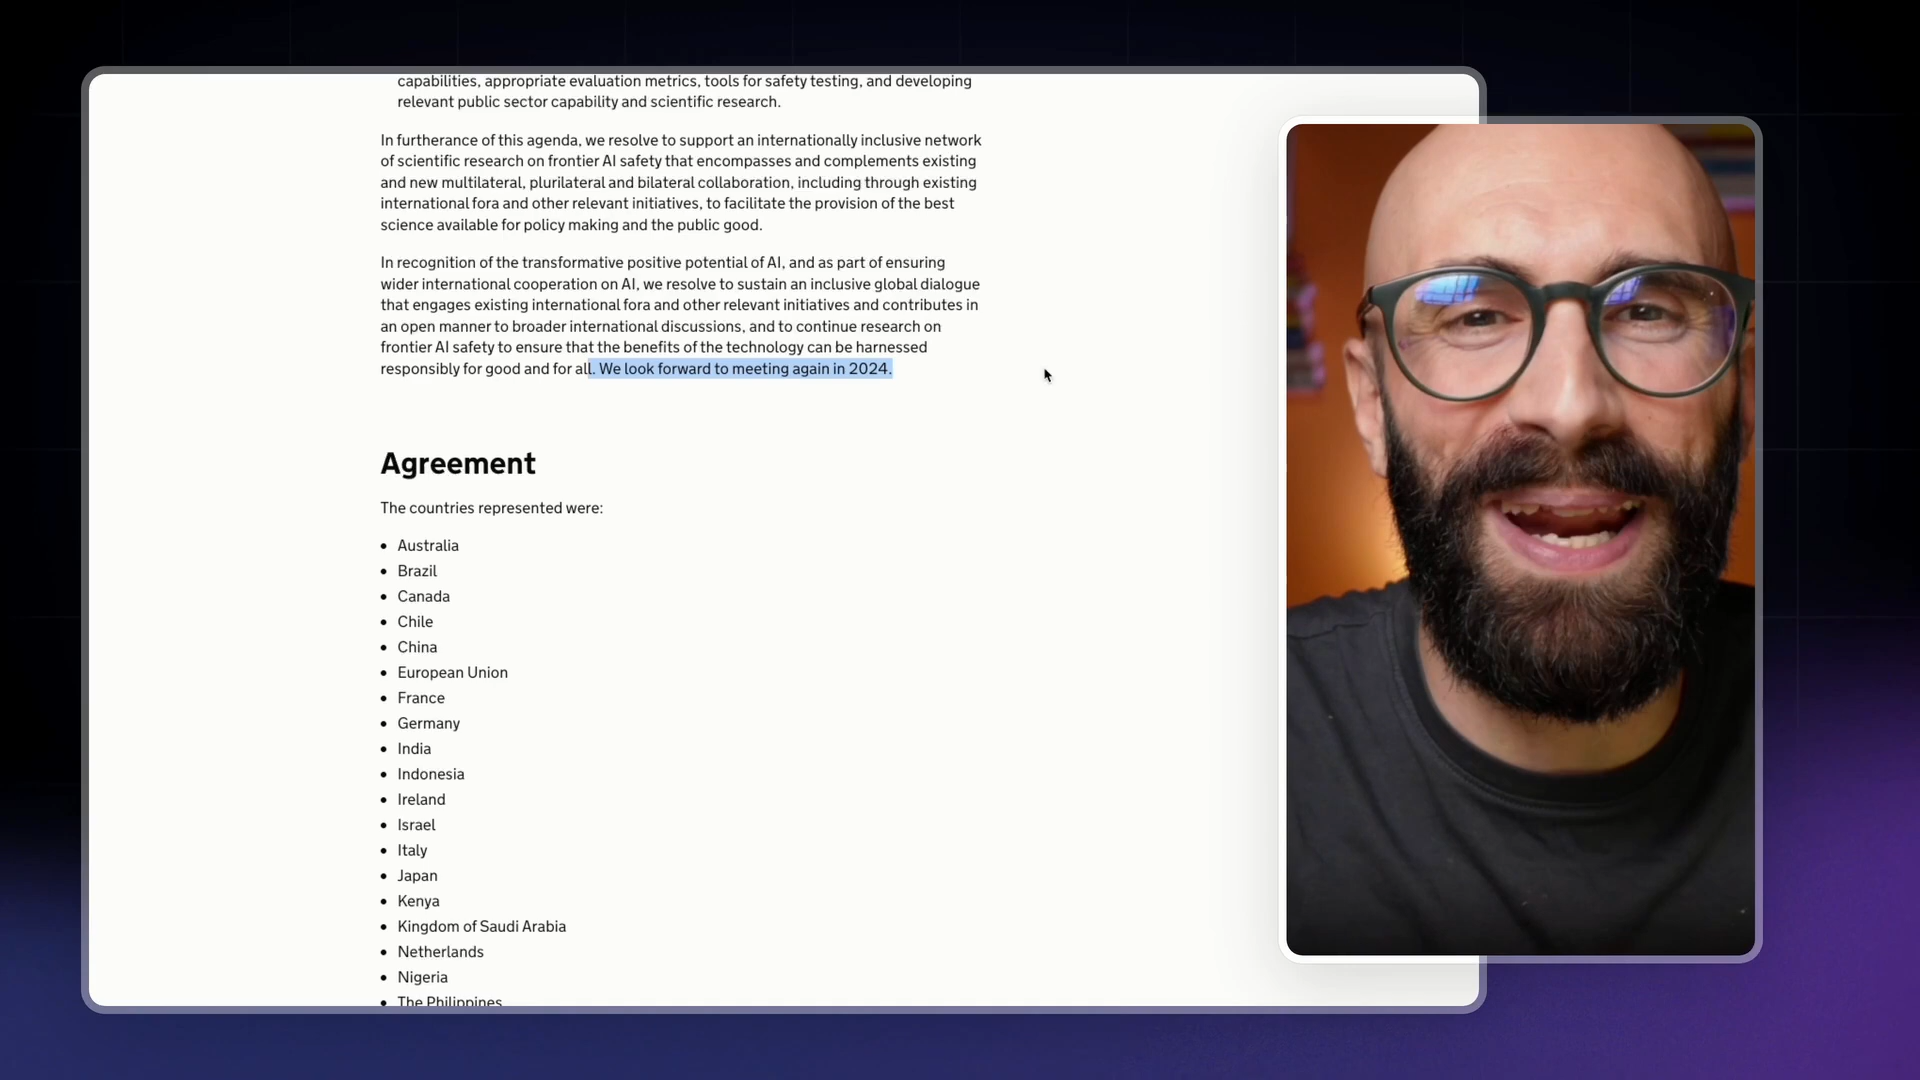 capabilities, appropriate evaluation metrics, tools for safety testing, and developing
relevant public sector capability and scientific research.
In furtherance of this agenda, we resolve to support an internationally inclusive network
of scientific research on frontier AI safety that encompasses and complements existing
and new multilateral, plurilateral and bilateral collaboration, including through existing
international fora and other relevant initiatives, to facilitate the provision of the best
science available for policy making and the public good.
In recognition of the transformative positive potential of AI, and as part of ensuring
wider international cooperation on AI, we resolve to sustain an inclusive global dialogue
that engages existing international fora and other relevant initiatives and contributes in
an open manner to broader international discussions, and to continue research on
frontier AI safety to ensure that the benefits of the technology can be harnessed
responsibly for good and for all. We look forward to meeting again in 2024.
Agreement
The countries represented were:
• Australia
• Brazil
• Canada
• Chile
• China
• European Union
• France
• Germany
• India
• Indonesia
• Ireland
• Israel
• Italy
• Japan
• Kenya
• Kingdom of Saudi Arabia
• Netherlands
• Nigeria
• The Philippines